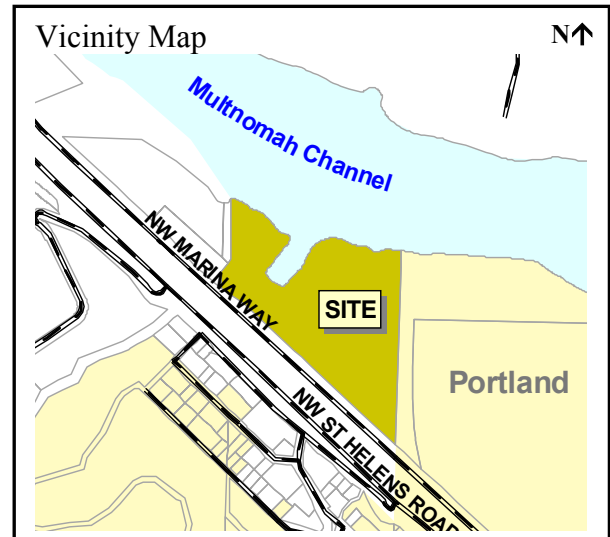 Vicinity Map
N↑
Multnomah Channel
NW MARINA WAY
SITE
Portland
NW ST HELENS ROAD